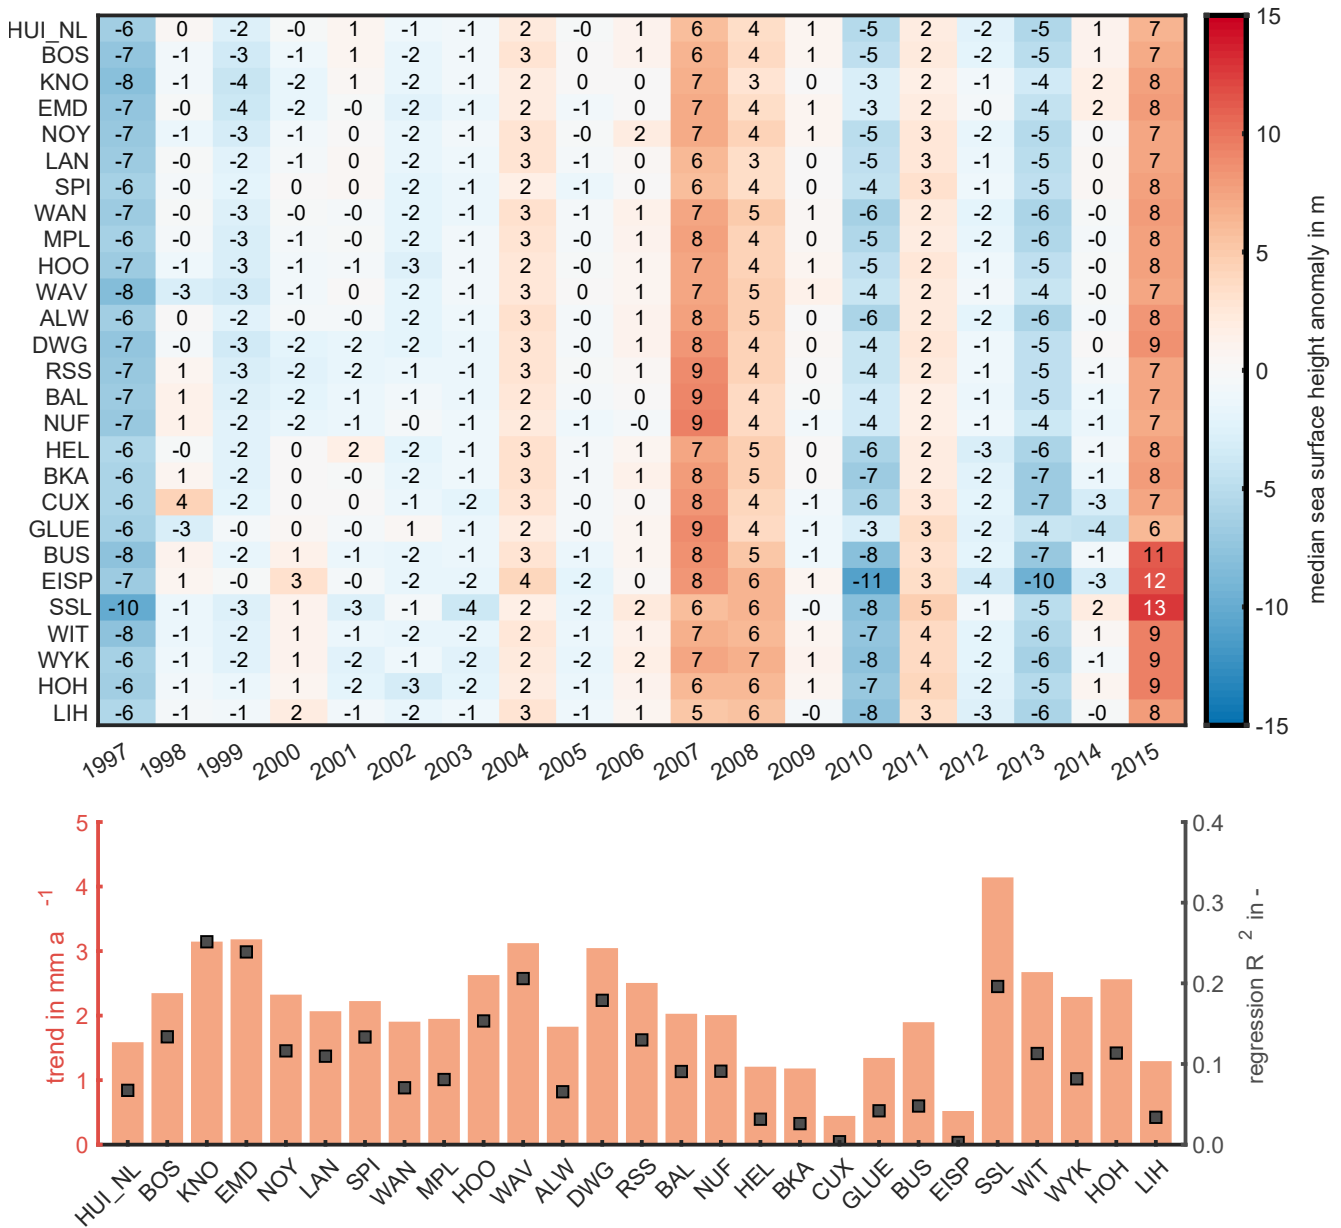 HUI_NL -6 0 -2 -0 1 -1 -1 2 -0 1 6 4 1 -5 2 -2 -5 1 7
BOS -7 -1 -3 -1 1 -2 -1 3 0 1 6 4 1 -5 2 -2 -5 1 7
KNO -8 -1 -4 -2 1 -2 -1 2 0 0 7 3 0 -3 2 -1 -4 2 8
EMD -7 -0 -4 -2 -0 -2 -1 2 -1 0 7 4 1 -3 2 -0 -4 2 8
NOY -7 -1 -3 -1 0 -2 -1 3 -0 2 7 4 1 -5 3 -2 -5 0 7
LAN -7 -0 -2 -1 0 -2 -1 3 -1 0 6 3 0 -5 3 -1 -5 0 7
SPI -6 -0 -2 0 0 -2 -1 2 -1 0 6 4 0 -4 3 -1 -5 0 8
WAN -7 -0 -3 -0 -0 -2 -1 3 -1 1 7 5 1 -6 2 -2 -6 -0 8
MPL -6 -0 -3 -1 -0 -2 -1 3 -0 1 8 4 0 -5 2 -2 -6 -0 8
HOO -7 -1 -3 -1 -1 -3 -1 2 -0 1 7 4 1 -5 2 -1 -5 -0 8
WAV -8 -3 -3 -1 0 -2 -1 3 0 1 7 5 1 -4 2 -1 -4 -0 7
ALW -6 0 -2 -0 -0 -2 -1 3 -0 1 8 5 0 -6 2 -2 -6 -0 8
DWG -7 -0 -3 -2 -2 -2 -1 3 -0 1 8 4 0 -4 2 -1 -5 0 9
RSS -7 1 -3 -2 -2 -1 -1 3 -0 1 9 4 0 -4 2 -1 -5 -1 7
BAL -7 1 -2 -2 -1 -1 -1 2 -0 0 9 4 -0 -4 2 -1 -5 -1 7
NUF -7 1 -2 -2 -1 -0 -1 2 -1 -0 9 4 -1 -4 2 -1 -4 -1 7
HEL -6 -0 -2 0 2 -2 -1 3 -1 1 7 5 0 -6 2 -3 -6 -1 8
BKA -6 1 -2 0 -0 -2 -1 3 -1 1 8 5 0 -7 2 -2 -7 -1 8
CUX -6 4 -2 0 0 -1 -2 3 -0 0 8 4 -1 -6 3 -2 -7 -3 7
GLUE -6 -3 -0 0 -0 1 -1 2 -0 1 9 4 -1 -3 3 -2 -4 -4 6
BUS -8 1 -2 1 -1 -2 -1 3 -1 1 8 5 -1 -8 3 -2 -7 -1 11
EISP -7 1 -0 3 -0 -2 -2 4 -2 0 8 6 1 -11 3 -4 -10 -3 12
SSL -10 -1 -3 1 -3 -1 -4 2 -2 2 6 6 -0 -8 5 -1 -5 2 13
WIT -8 -1 -2 1 -1 -2 -2 2 -1 1 7 6 1 -7 4 -2 -6 1 9
WYK -6 -1 -2 1 -2 -1 -2 2 -2 2 7 7 1 -8 4 -2 -6 -1 9
HOH -6 -1 -1 1 -2 -3 -2 2 -1 1 6 6 1 -7 4 -2 -5 1 9
LIH -6 -1 -1 2 -1 -2 -1 3 -1 1 5 6 -0 -8 3 -3 -6 -0 8
1997 1998 1999 2000 2001 2002 2003 2004 2005 2006 2007 2008 2009 2010 2011 2012 2013 2014 2015
15
10
5
0
-5
-10
-15
median sea surface height anomaly in m
trend in mm a -1
5
4
3
2
1
0
0.4
0.3
0.2
0.1
0.0
regression R 2 in -
HUI_NL BOS KNO EMD NOY LAN SPI WAN MPL HOO WAV ALW DWG RSS BAL NUF HEL BKA CUX GLUE BUS EISP SSL WIT WYK HOH LIH